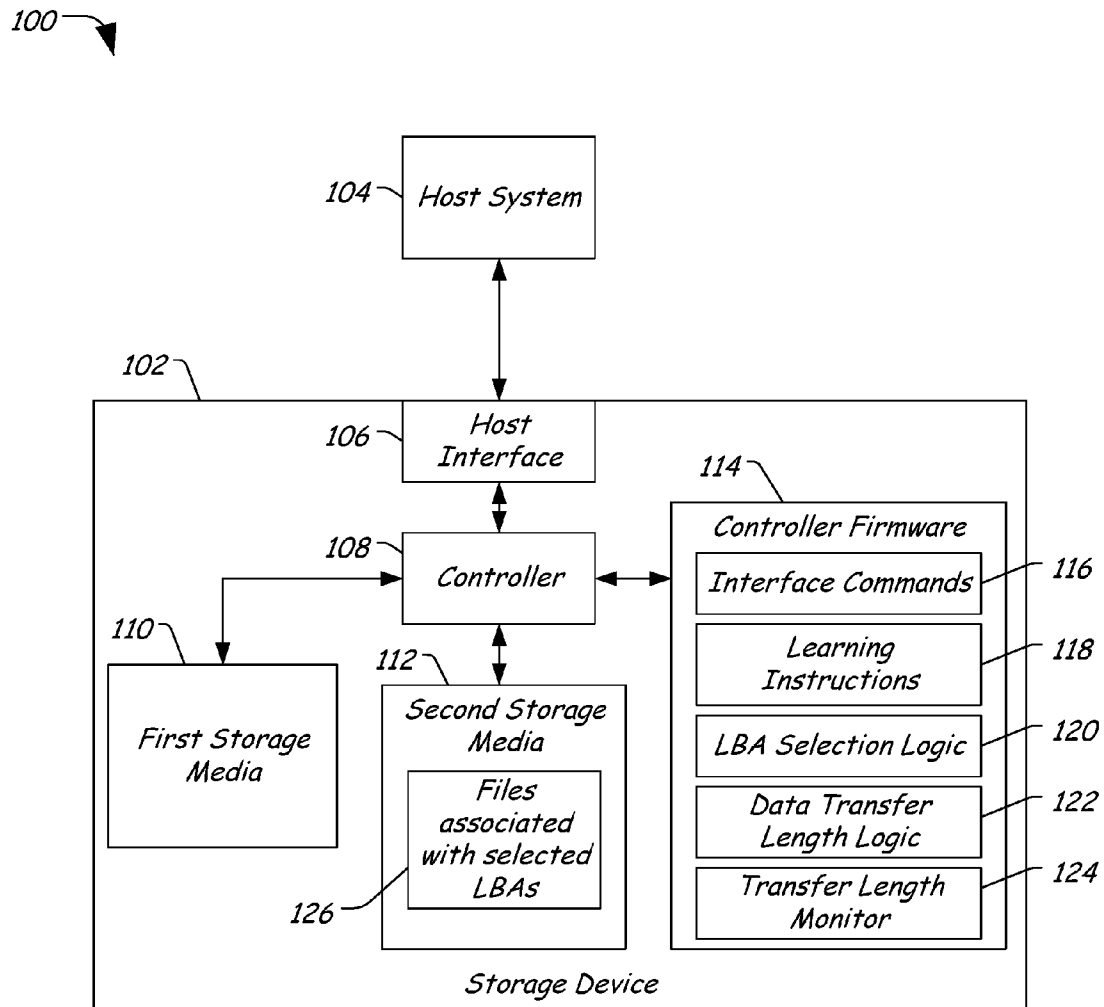 100
104
Host System
102
106
Host
Interface
114
Controller Firmware
108
Controller
Interface Commands
116
110
112
Learning
Instructions
118
First Storage
Media
Second Storage
Media
LBA Selection Logic
120
Files
associated
with selected
LBAs
126
Data Transfer
Length Logic
122
Transfer Length
Monitor
124
Storage Device